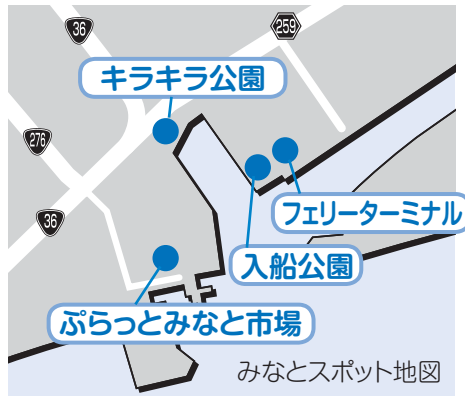 36
259
キラキラ公園
276
36
フェリーターミナル
入船公園
ぷらっとみなと市場
みなとスポット地図